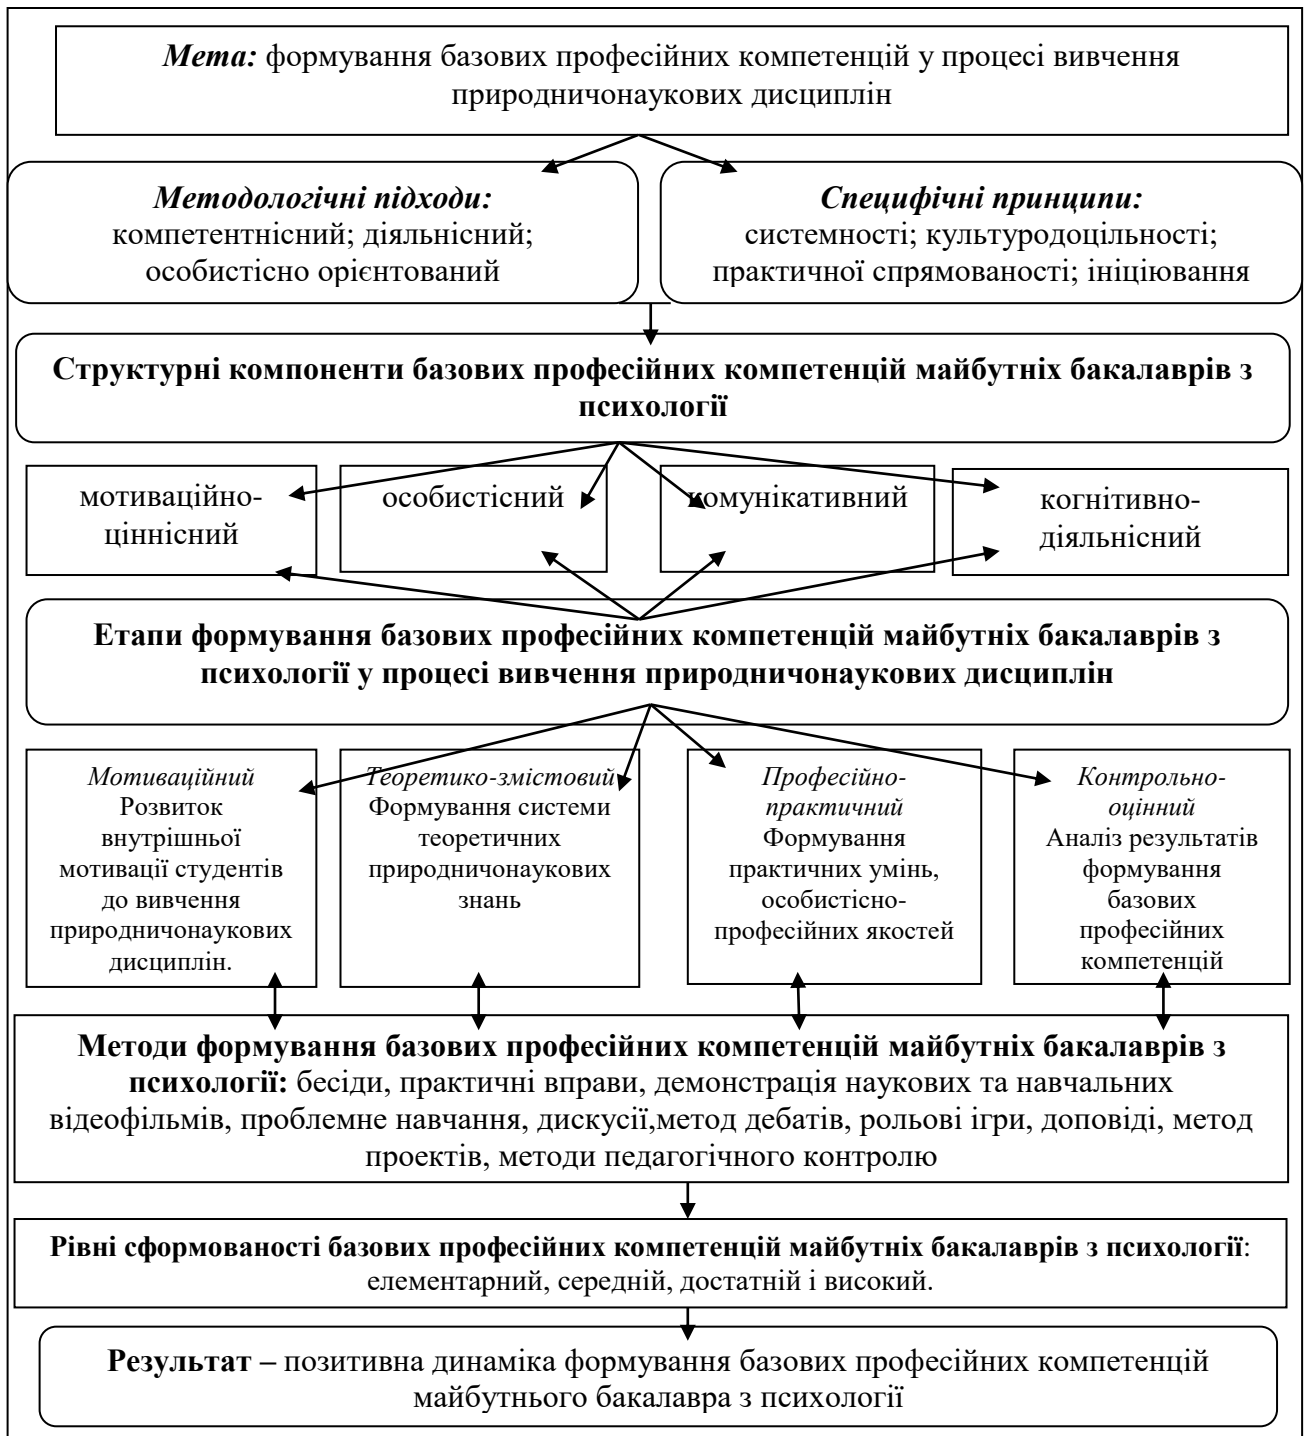 Мета: формування базових професійних компетенцій у процесі вивчення
природничонаукових дисциплін
Методологічні підходи:
компетентнісний; діяльнісний;
особистісно орієнтований
Специфічні принципи:
системності; культуродоцільності;
практичної спрямованості; ініціювання
Структурні компоненти базових професійних компетенцій майбутніх бакалаврів з
психології
мотиваційно-
ціннісний
особистісний
комунікативний
когнітивно-
діяльнісний
Етапи формування базових професійних компетенцій майбутніх бакалаврів з
психології у процесі вивчення природничонаукових дисциплін
Мотиваційний
Розвиток
внутрішньої
мотивації студентів
до вивчення
природничонаукових
дисциплін.
Теоретико-змістовий
Формування системи
теоретичних
природничонаукових
знань
Професійно-
практичний
Формування
практичних умінь,
особистісно-
професійних якостей
Контрольно-
оцінний
Аналіз результатів
формування
базових
професійних
компетенцій
Методи формування базових професійних компетенцій майбутніх бакалаврів з
психології: бесіди, практичні вправи, демонстрація наукових та навчальних
відеофільмів, проблемне навчання, дискусії,метод дебатів, рольові ігри, доповіді, метод
проектів, методи педагогічного контролю
Рівні сформованості базових професійних компетенцій майбутніх бакалаврів з психології:
елементарний, середній, достатній і високий.
Результат – позитивна динаміка формування базових професійних компетенцій
майбутнього бакалавра з психології